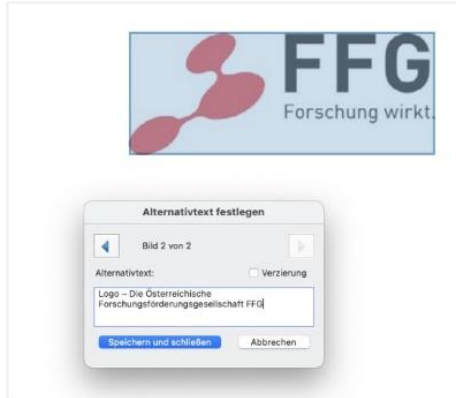 FFG
Forschung wirkt.
Alternativtext festlegen
Bild 2 von 2
Alternativtext:
Verzierung
Logo – Die Österreichische
Forschungsförderungsgesellschaft FFG
Speichern und schließen
Abbrechen